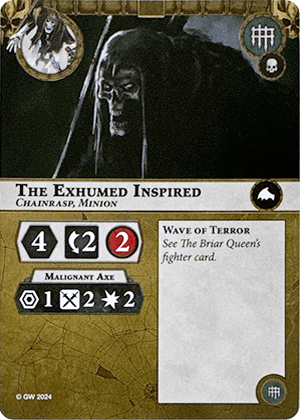 THE EXHUMED INSPIRED
CHAINRASP, MINION
4 2 2
MALIGNANT AXE
1 2 2
WAVE OF TERROR
See The Briar Queen's
fighter card.
© GW 2024